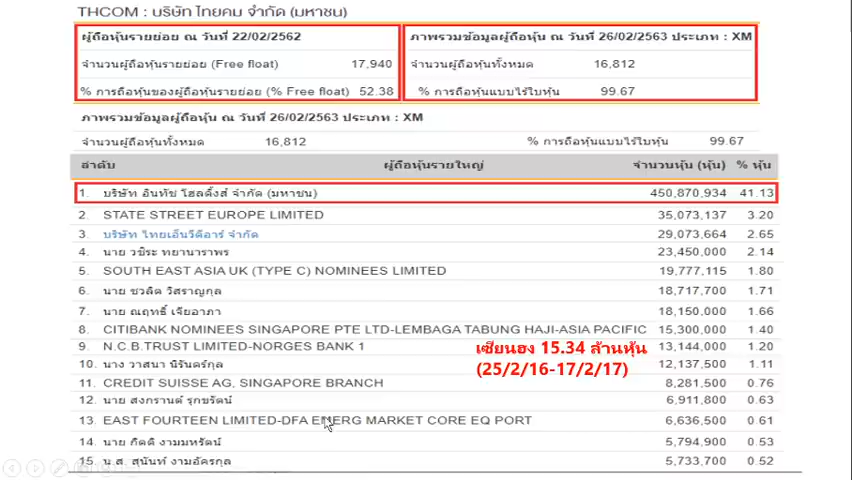 THCOM : บริษัท ไทยคม จำกัด (มหาชน)
ผู้ถือหุ้นรายย่อย ณ วันที่ 22/02/2562
จำนวนผู้ถือหุ้นรายย่อย (Free float) 17,940
% การถือหุ้นของผู้ถือหุ้นรายย่อย (% Free float) 52.38
ภาพรวมข้อมูลผู้ถือหุ้น ณ วันที่ 26/02/2563 ประเภท : XM
จำนวนผู้ถือหุ้นทั้งหมด 16,812
% การถือหุ้นแบบไร้ใบหุ้น 99.67
ภาพรวมข้อมูลผู้ถือหุ้น ณ วันที่ 26/02/2563 ประเภท : XM
จำนวนผู้ถือหุ้นทั้งหมด 16,812 % การถือหุ้นแบบไร้ใบหุ้น 99.67
ลำดับ ผู้ถือหุ้นรายใหญ่ จำนวนหุ้น (หุ้น) % หุ้น
1. บริษัท อินทัช โฮลดิ้งส์ จำกัด (มหาชน) 450,870,934 41.13
2. STATE STREET EUROPE LIMITED 35,073,137 3.20
3. บริษัท ไทยเอ็นวีดีอาร์ จำกัด 29,073,664 2.65
4. นาย วชิระ ทยานาราพร 23,450,000 2.14
5. SOUTH EAST ASIA UK (TYPE C) NOMINEES LIMITED 19,777,115 1.80
6. นาย ชวลิต วิสราญกุล 18,717,700 1.71
7. นาย ณฤทธิ์ เจียอาภา 18,150,000 1.66
8. CITIBANK NOMINEES SINGAPORE PTE LTD-LEMBAGA TABUNG HAJI-ASIA PACIFIC 15,300,000 1.40
9. N.C.B.TRUST LIMITED-NORGES BANK 1 13,144,000 1.20
เซียนฮง 15.34 ล้านหุ้น
(25/2/16-17/2/17)
10. นาง วาสนา นิรันตร์กุล 12,137,500 1.11
11. CREDIT SUISSE AG, SINGAPORE BRANCH 8,281,500 0.76
12. นาย สงกรานต์ รุกขรัตน์ 6,911,800 0.63
13. EAST FOURTEEN LIMITED-DFA EMERG MARKET CORE EQ PORT 6,636,500 0.61
14. นาย กิตติ งามมหรัตน์ 5,794,900 0.53
15. น.ส. สุนันท์ งามอัครกุล 5,733,700 0.52